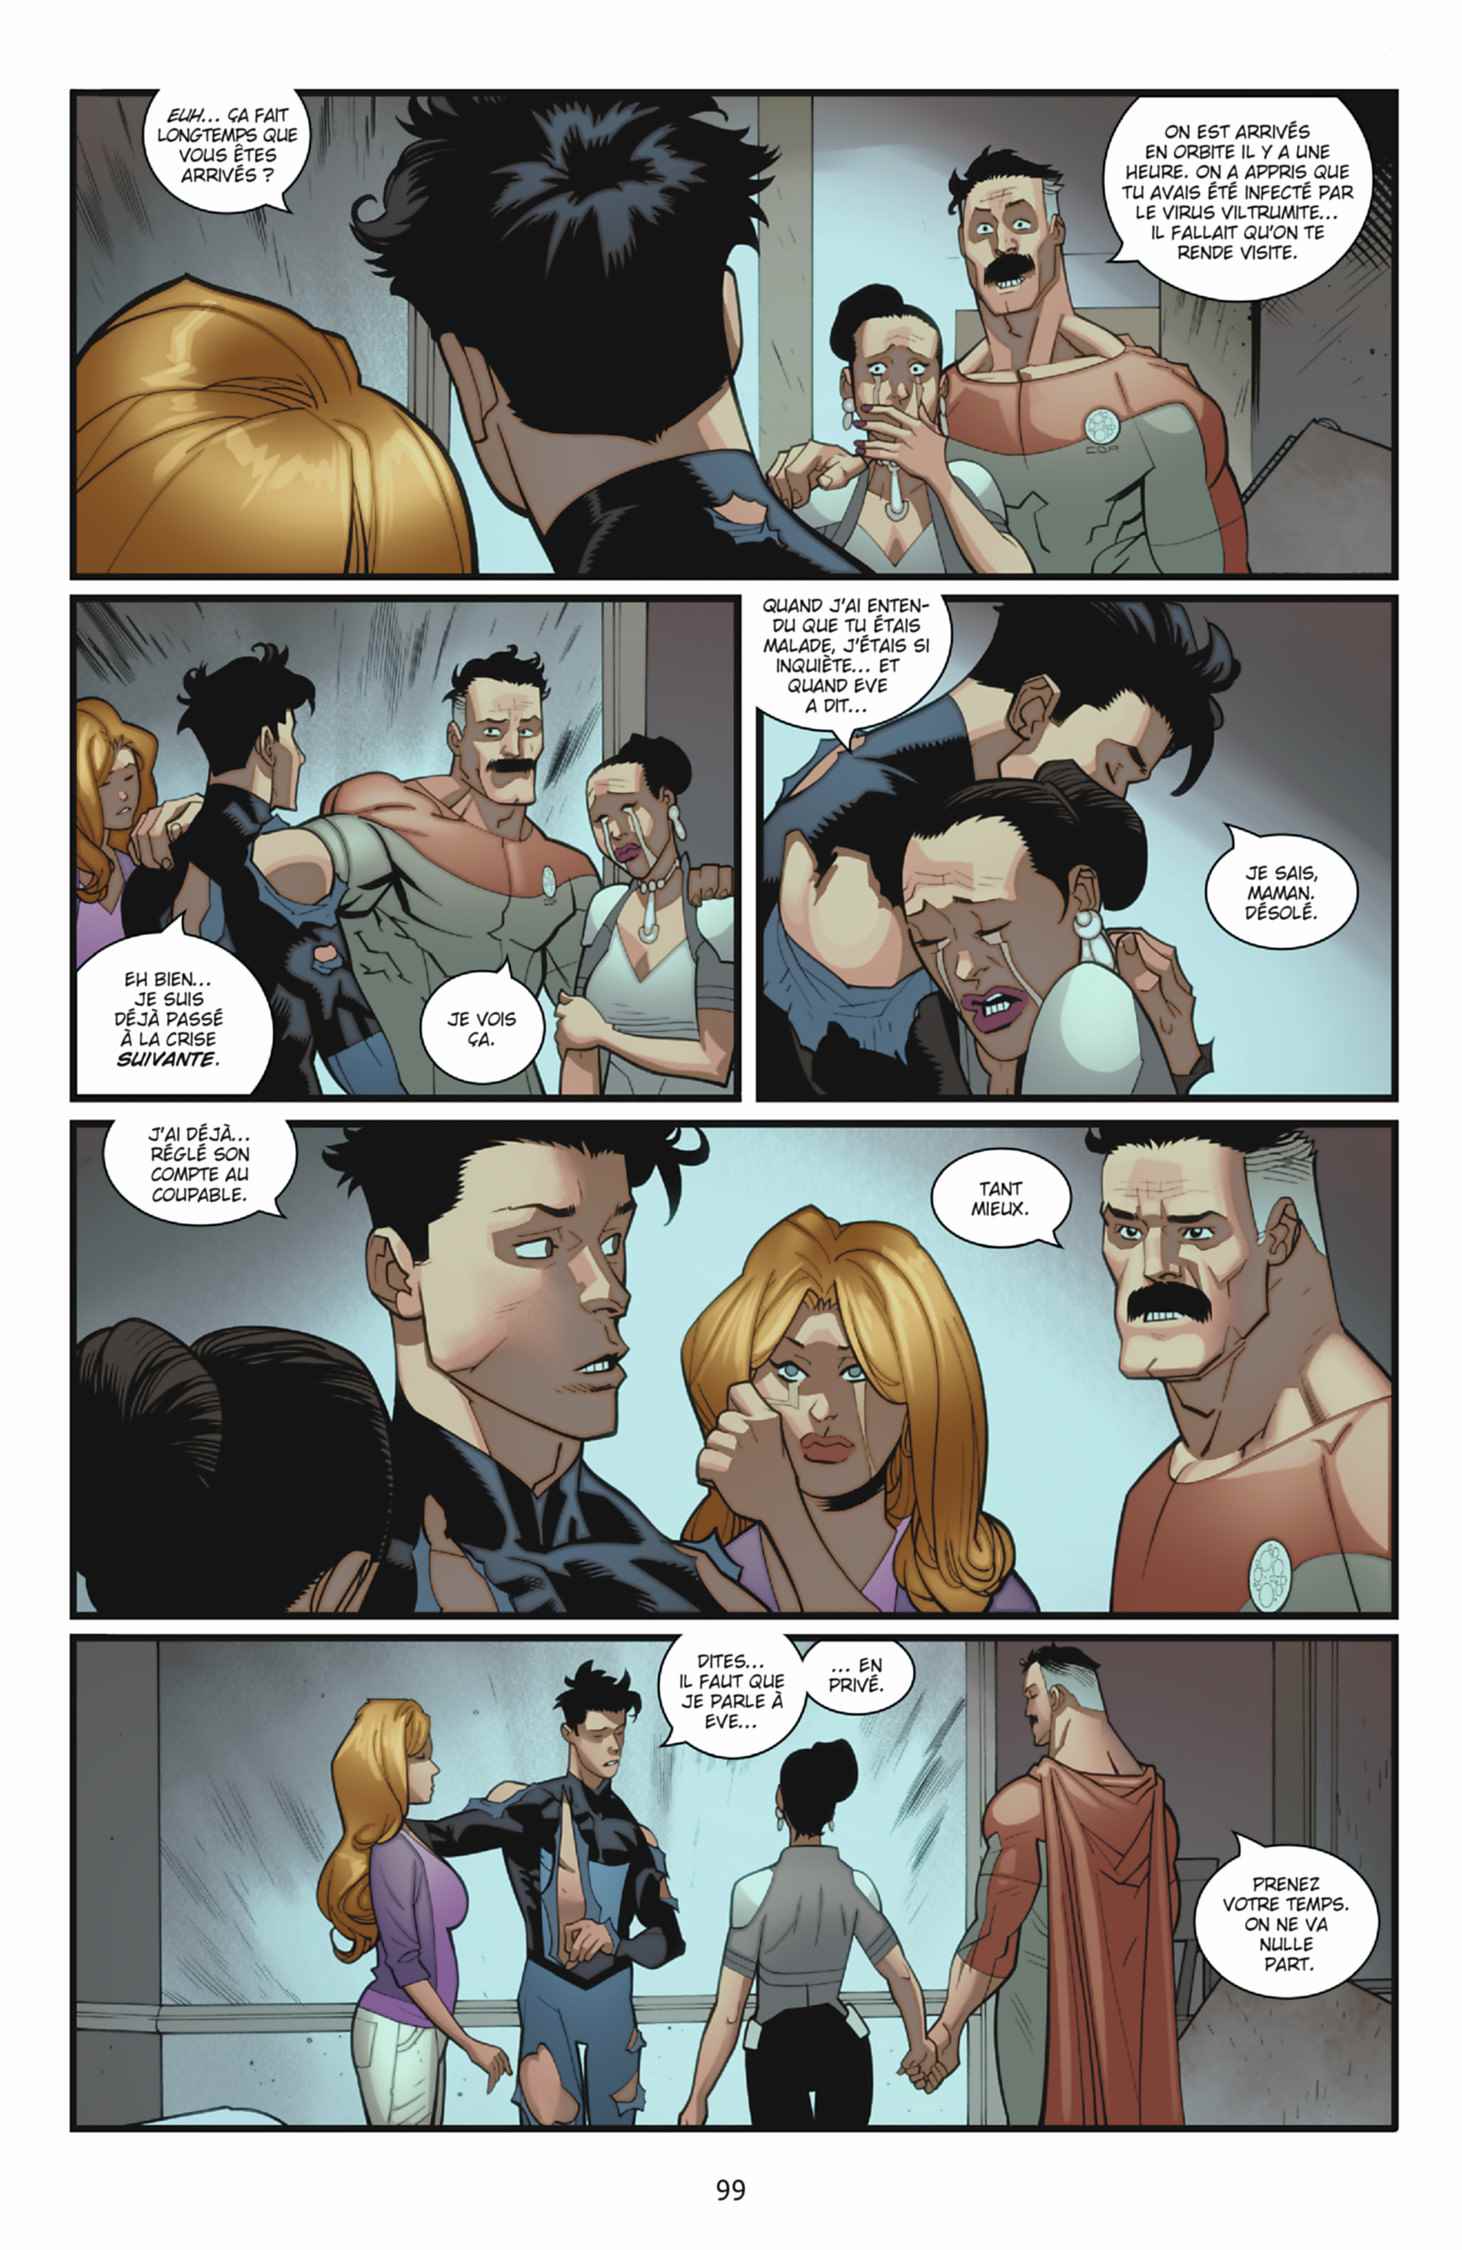 EUH... ÇA FAIT
LONGTEMPS QUE
VOUS ÊTES
ARRIVÉS ?
ON EST ARRIVÉS
EN ORBITE IL Y A UNE
HEURE. ON A APPRIS QUE
TU AVAIS ÉTÉ INFECTÉ PAR
LE VIRUS VILTRUMITE...
IL FALLAIT QU'ON TE
RENDE VISITE.
EH BIEN...
JE SUIS
DÉJÀ PASSÉ
À LA CRISE
SUIVANTE.
JE VOIS
ÇA.
QUAND J'AI ENTEN-
DU QUE TU ÉTAIS
MALADE, J'ÉTAIS SI
INQUIÈTE... ET
QUAND EVE
A DIT...
JE SAIS,
MAMAN.
DÉSOLÉ.
J'AI DÉJÀ...
RÉGLÉ SON
COMPTE AU
COUPABLE.
TANT
MIEUX.
DITES...
IL FAUT QUE
JE PARLE À
EVE...
... EN
PRIVÉ.
PRENEZ
VOTRE TEMPS.
ON NE VA
NULLE
PART.
99